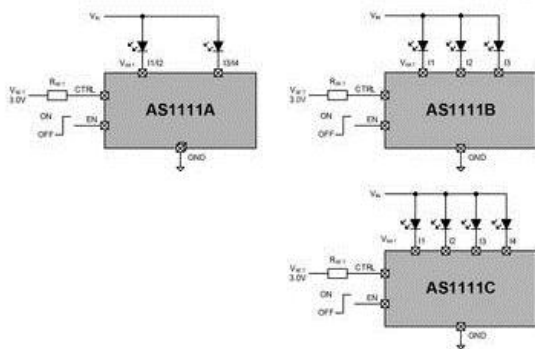 VIN
VSET I1/I2 I3/I4
RSET
VSET
3.0V
CTRL
AS1111A
ON
OFF
EN
GND
VIN
VSET I1 I2 I3
RSET
VSET
3.0V
CTRL
AS1111B
ON
OFF
EN
GND
VIN
VSET I1 I2 I3 I4
RSET
VSET
3.0V
CTRL
AS1111C
ON
OFF
EN
GND